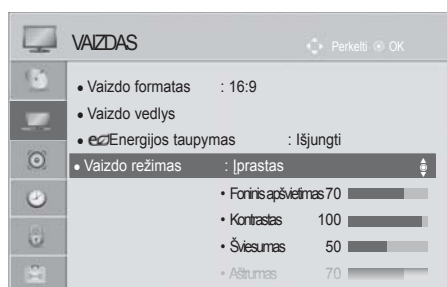 VAIZDAS Perkelti OK
• Vaizdo formatas : 16:9
• Vaizdo vedlys
• eco Energijos taupymas : Išjungti
• Vaizdo režimas : Įprastas
• Foninis apšvietimas 70
• Kontrastas 100
• Šviesumas 50
• Aštrumas 70